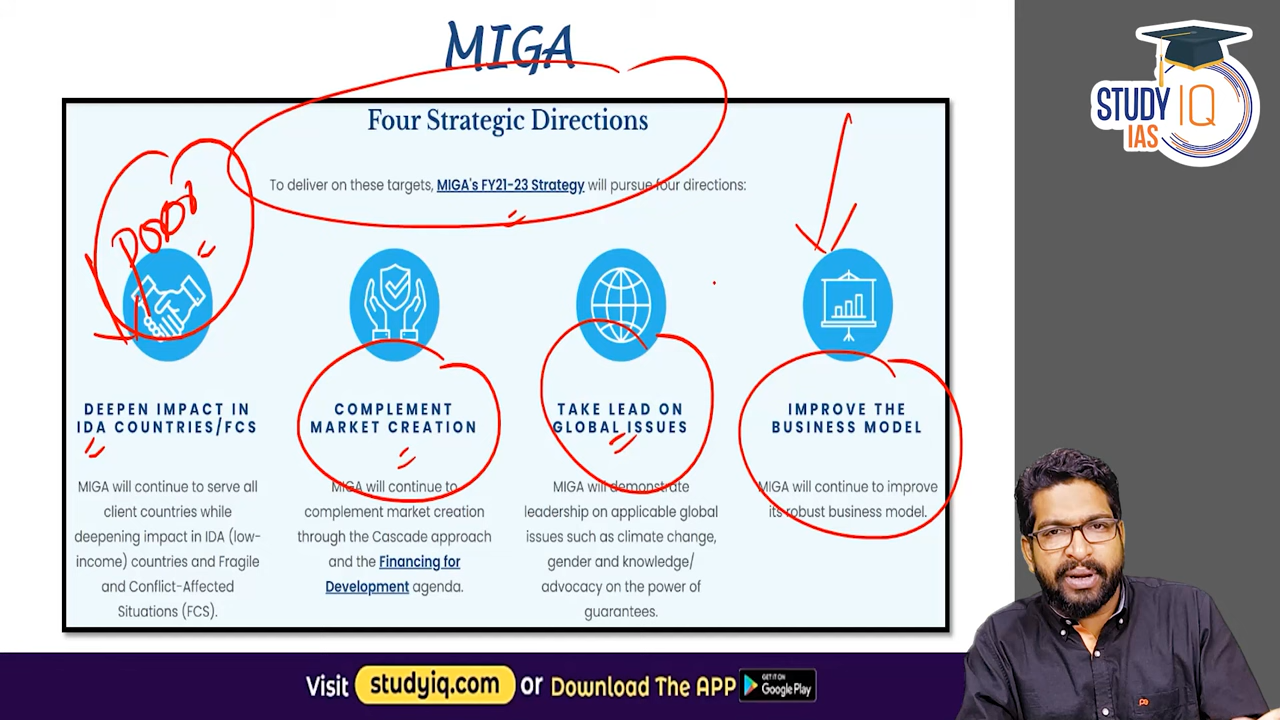 MIGA
Four Strategic Directions
To deliver on these targets, MIGA's FY21-23 Strategy will pursue four directions:
poor
DEEPEN IMPACT IN
IDA COUNTRIES/FCS
MIGA will continue to serve all
client countries while
deepening impact in IDA (low-
income) countries and Fragile
and Conflict-Affected
Situations (FCS).
COMPLEMENT
MARKET CREATION
MIGA will continue to
complement market creation
through the Cascade approach
and the Financing for
Development agenda.
TAKE LEAD ON
GLOBAL ISSUES
MIGA will demonstrate
leadership on applicable global
issues such as climate change,
gender and knowledge/
advocacy on the power of
guarantees.
IMPROVE THE
BUSINESS MODEL
MIGA will continue to improve
its robust business model.
STUDY IQ
IAS
Visit studyiq.com or Download The APP GET IT ON Google Play